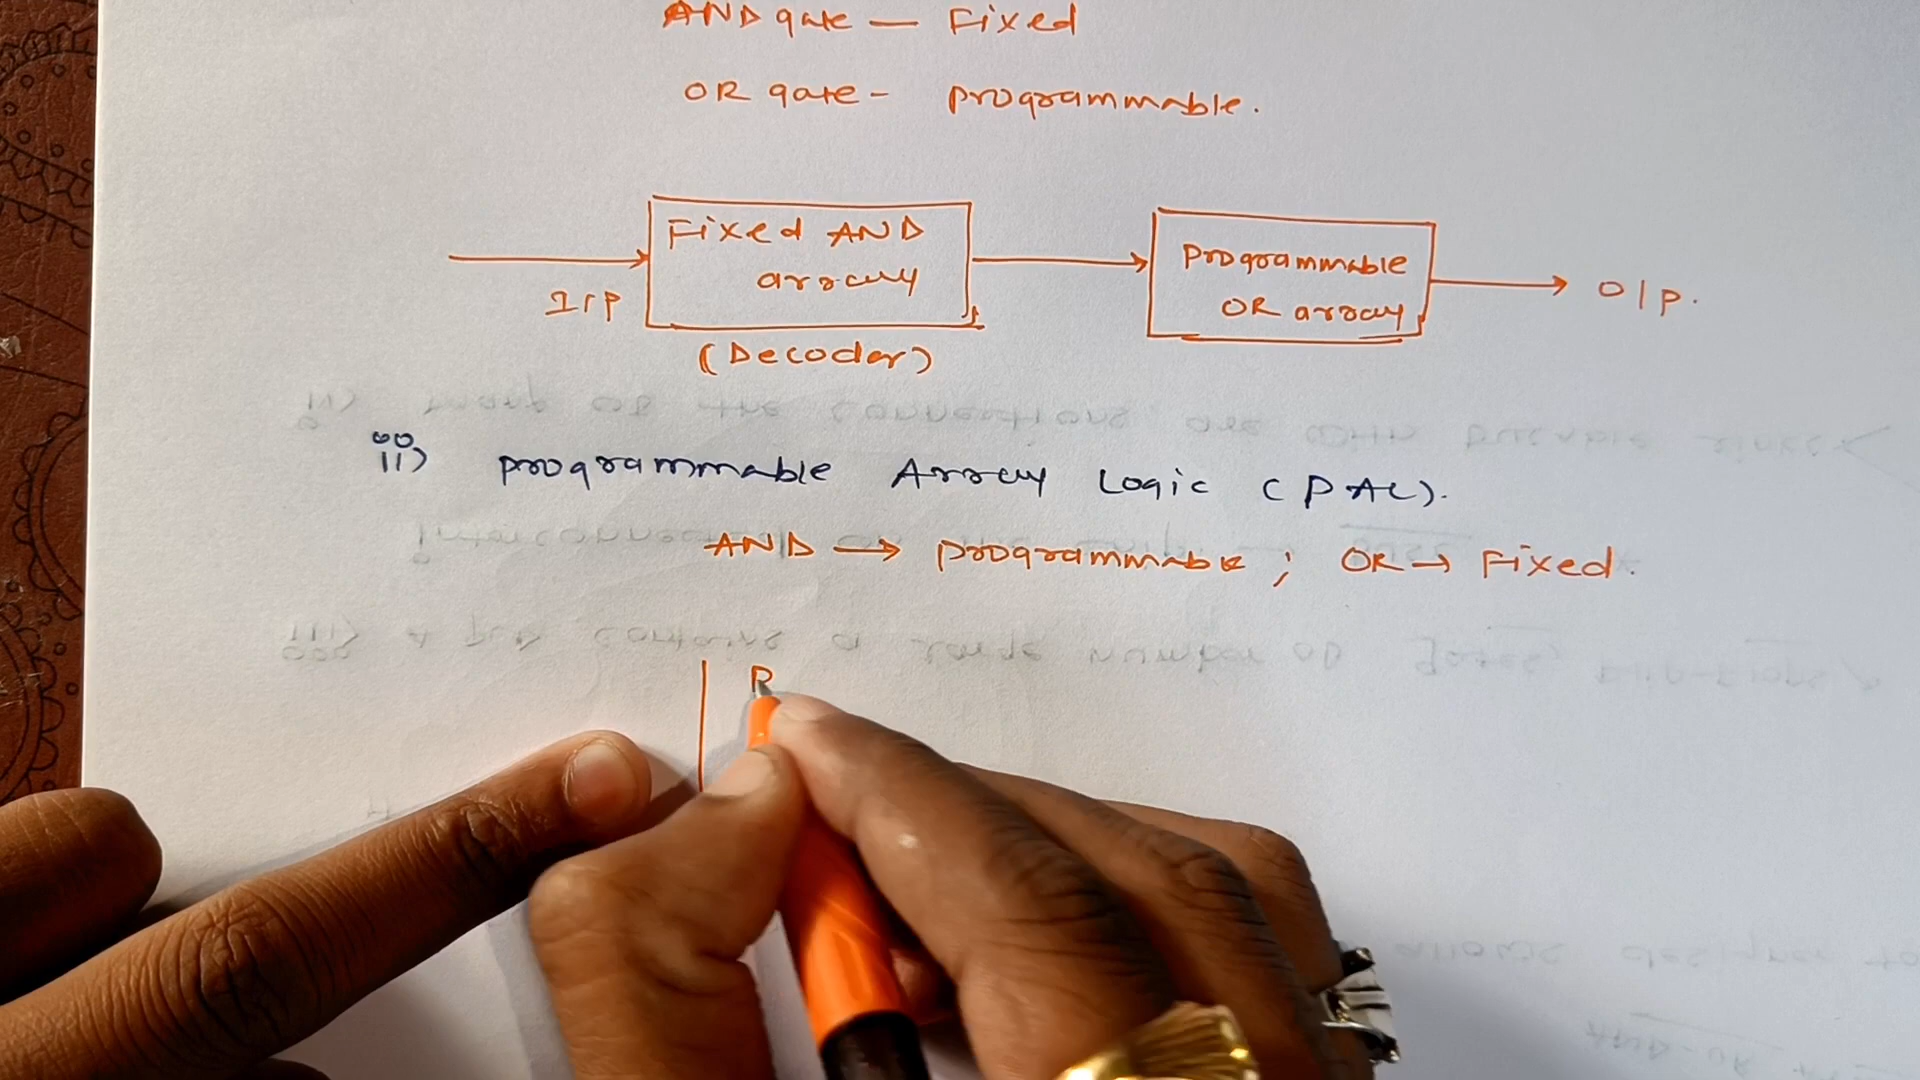 AND gate — Fixed
OR gate - programmable.
I/P
Fixed AND
array
(Decoder)
programmable
OR array
O/P.
ii) programmable Array Logic (PAL).
AND → programmable ; OR → Fixed.
P